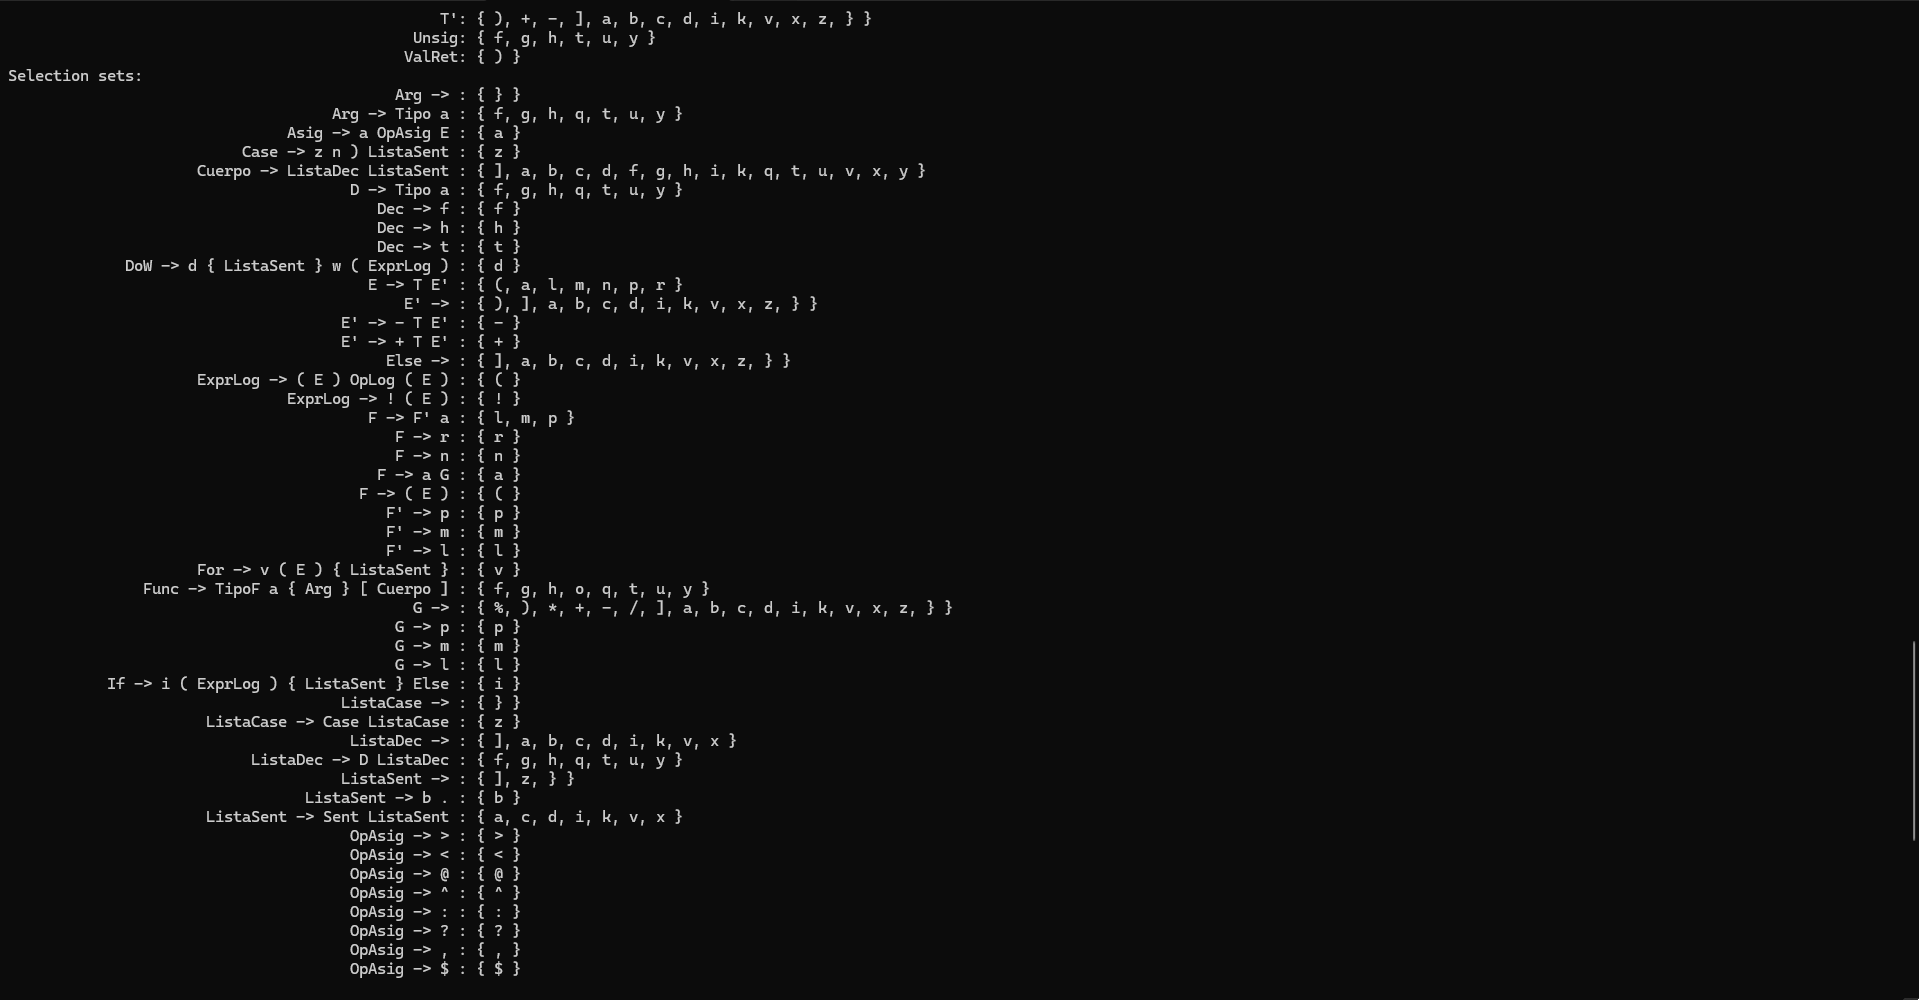 T': { ), +, -, ], a, b, c, d, i, k, v, x, z, } }
Unsig: { f, g, h, t, u, y }
ValRet: { ) }
Selection sets:
Arg -> : { } }
Arg -> Tipo a : { f, g, h, q, t, u, y }
Asig -> a OpAsig E : { a }
Case -> z n ) ListaSent : { z }
Cuerpo -> ListaDec ListaSent : { ], a, b, c, d, f, g, h, i, k, q, t, u, v, x, y }
D -> Tipo a : { f, g, h, q, t, u, y }
Dec -> f : { f }
Dec -> h : { h }
Dec -> t : { t }
DoW -> d { ListaSent } w ( ExprLog ) : { d }
E -> T E' : { (, a, l, m, n, p, r }
E' -> : { ), ], a, b, c, d, i, k, v, x, z, } }
E' -> - T E' : { - }
E' -> + T E' : { + }
Else -> : { ], a, b, c, d, i, k, v, x, z, } }
ExprLog -> ( E ) OpLog ( E ) : { ( }
ExprLog -> ! ( E ) : { ! }
F -> F' a : { l, m, p }
F -> r : { r }
F -> n : { n }
F -> a G : { a }
F -> ( E ) : { ( }
F' -> p : { p }
F' -> m : { m }
F' -> l : { l }
For -> v ( E ) { ListaSent } : { v }
Func -> TipoF a { Arg } [ Cuerpo ] : { f, g, h, o, q, t, u, y }
G -> : { %, ), *, +, -, /, ], a, b, c, d, i, k, v, x, z, } }
G -> p : { p }
G -> m : { m }
G -> l : { l }
If -> i ( ExprLog ) { ListaSent } Else : { i }
ListaCase -> : { } }
ListaCase -> Case ListaCase : { z }
ListaDec -> : { ], a, b, c, d, i, k, v, x }
ListaDec -> D ListaDec : { f, g, h, q, t, u, y }
ListaSent -> : { ], z, } }
ListaSent -> b . : { b }
ListaSent -> Sent ListaSent : { a, c, d, i, k, v, x }
OpAsig -> > : { > }
OpAsig -> < : { < }
OpAsig -> @ : { @ }
OpAsig -> ^ : { ^ }
OpAsig -> : : { : }
OpAsig -> ? : { ? }
OpAsig -> , : { , }
OpAsig -> $ : { $ }